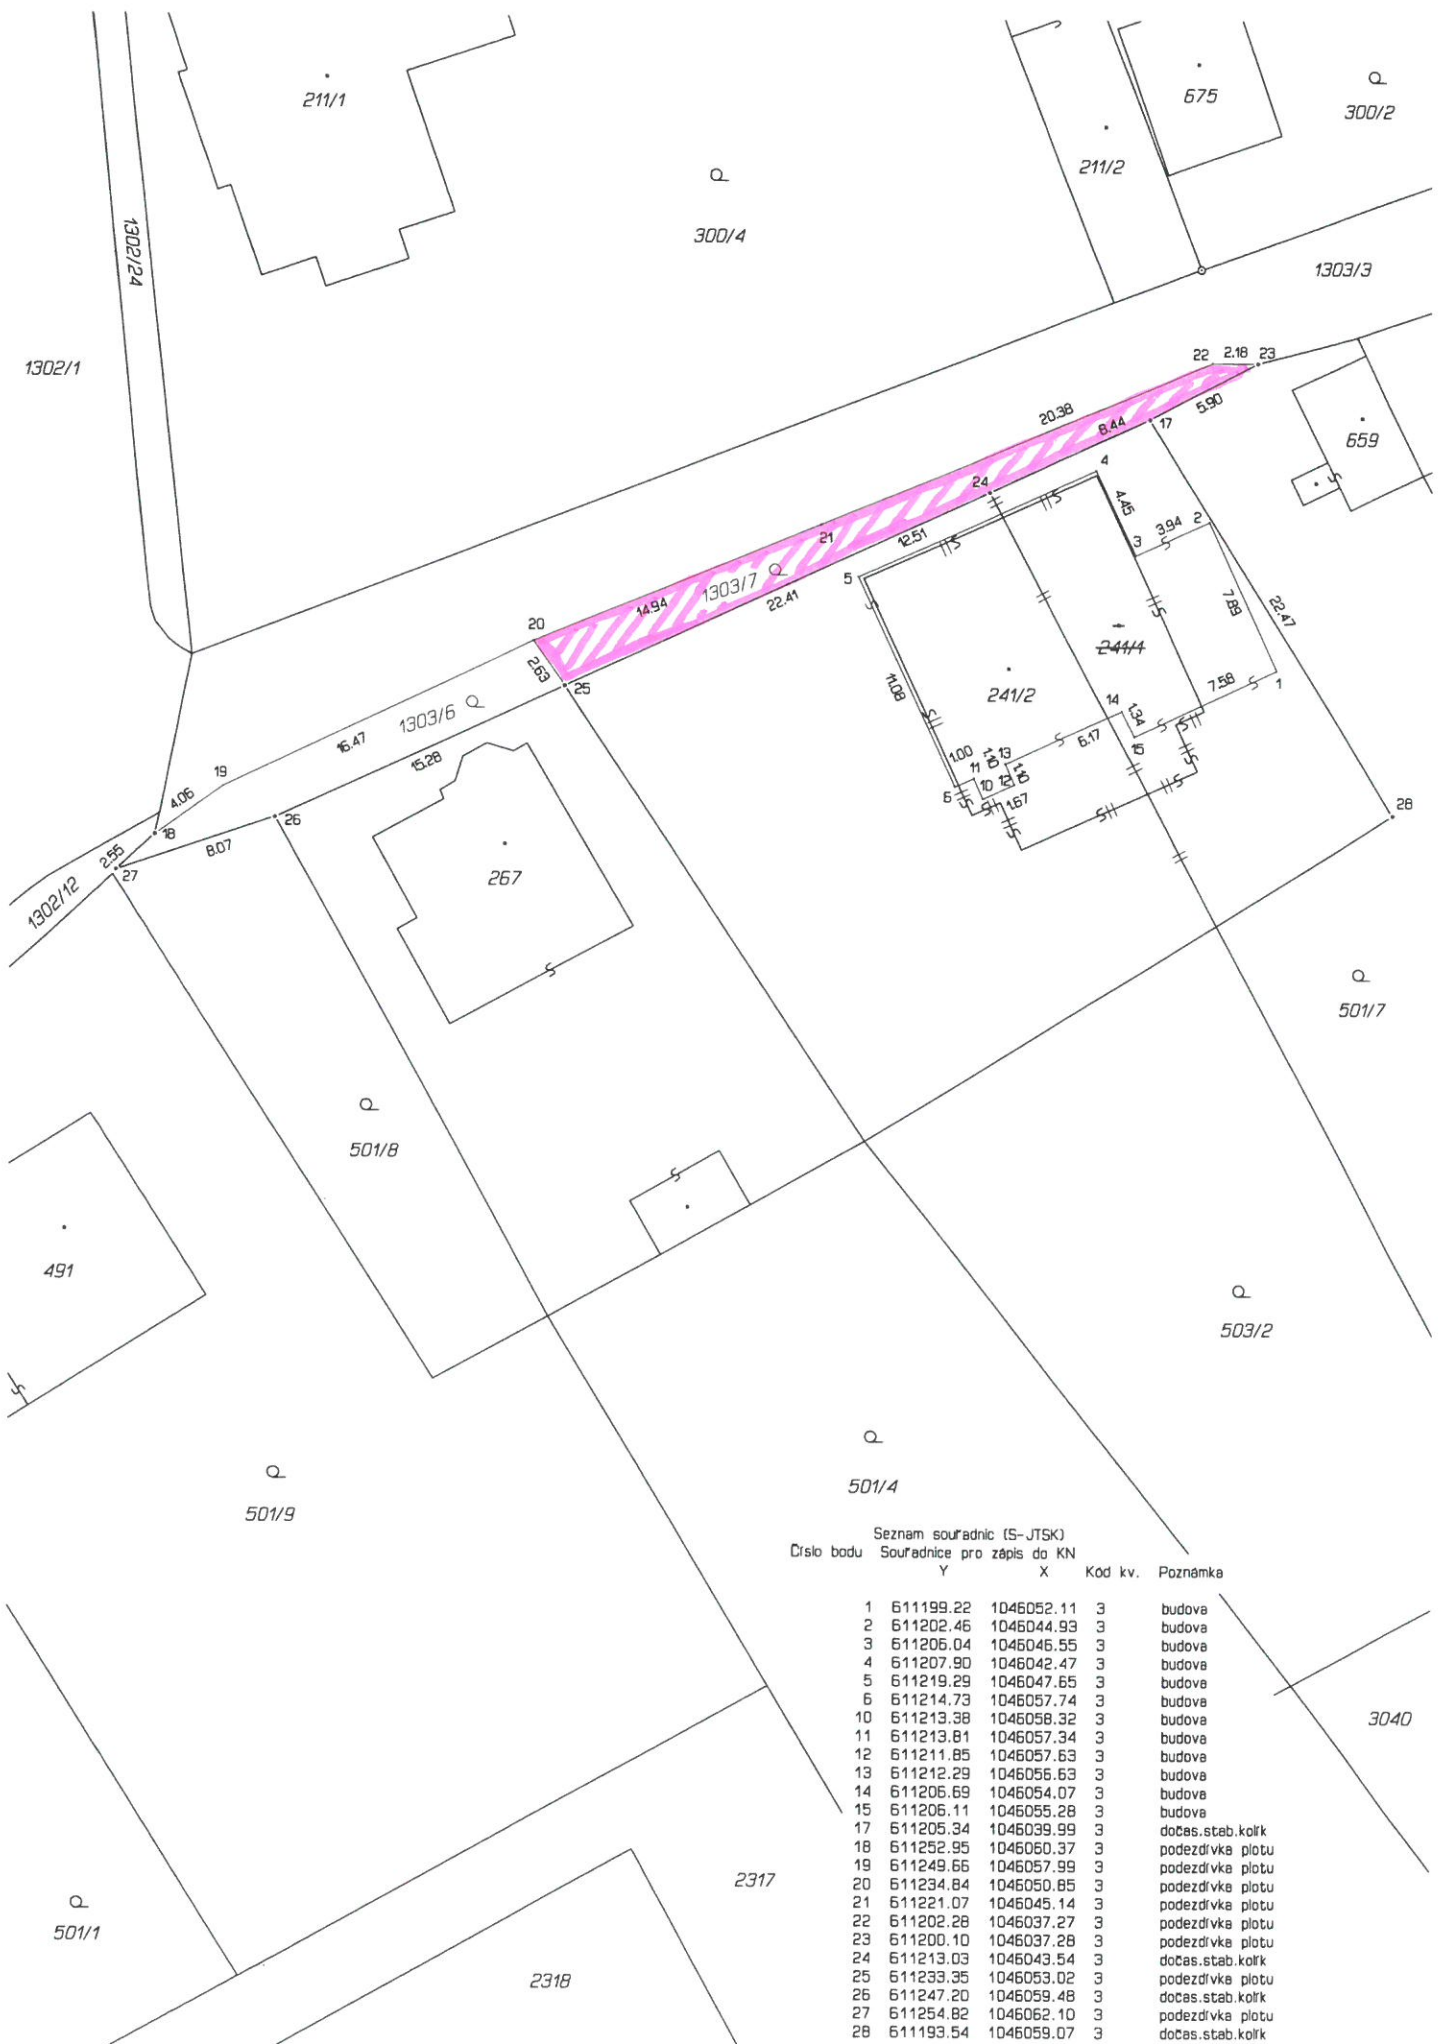 211/1
675
300/2
211/2
300/4
1302/24
1303/3
1302/1
22 2.18 23
20.38
5.90
8.44
17
659
4
24
4.45
3.94 2
21
12.51
3
5
1303/7
22.41
14.94
7.89
22.47
20
2.63
241/1
25
11.08
241/2
7.58
1
14
1.34
1303/6
16.47
15.28
6.17
15
1.00
1.10
13
11
1.10
19
4.06
6
10
12
1.67
28
18
26
2.55
8.07
27
1302/12
267
501/7
501/8
491
503/2
501/4
501/9
Seznam souřadnic (S-JTSK)
Číslo bodu Souřadnice pro zápis do KN
Y X Kód kv. Poznámka
1 611199.22 1046052.11 3 budova
2 611202.46 1046044.93 3 budova
3 611206.04 1046046.55 3 budova
4 611207.90 1046042.47 3 budova
5 611219.29 1046047.65 3 budova
6 611214.73 1046057.74 3 budova
10 611213.38 1046058.32 3 budova
11 611213.81 1046057.34 3 budova
12 611211.85 1046057.63 3 budova
13 611212.29 1046056.63 3 budova
14 611206.69 1046054.07 3 budova
15 611206.11 1046055.28 3 budova
17 611205.34 1046039.99 3 dočas.stab.kolík
18 611252.95 1046060.37 3 podezdívka plotu
19 611249.66 1046057.99 3 podezdívka plotu
20 611234.84 1046050.85 3 podezdívka plotu
21 611221.07 1046045.14 3 podezdívka plotu
22 611202.28 1046037.27 3 podezdívka plotu
23 611200.10 1046037.28 3 podezdívka plotu
24 611213.03 1046043.54 3 dočas.stab.kolík
25 611233.35 1046053.02 3 podezdívka plotu
26 611247.20 1046059.48 3 dočas.stab.kolík
27 611254.82 1046062.10 3 podezdívka plotu
28 611193.54 1046059.07 3 dočas.stab.kolík
3040
2317
501/1
2318